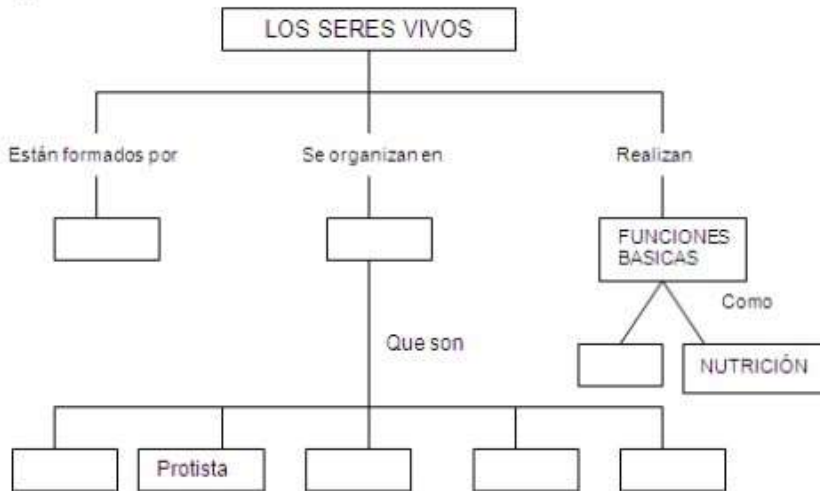 LOS SERES VIVOS
Están formados por
Se organizan en
Realizan
FUNCIONES
BASICAS
Como
Que son
NUTRICIÓN
Protista